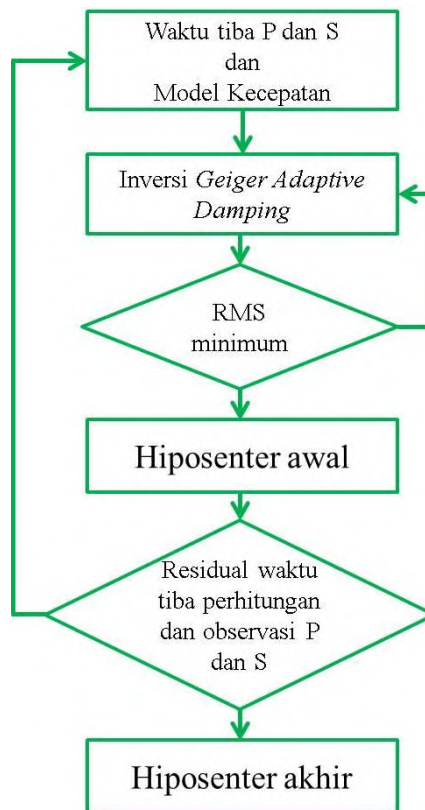 Waktu tiba P dan S
dan
Model Kecepatan
Inversi Geiger Adaptive
Damping
RMS
minimum
Hiposenter awal
Residual waktu
tiba perhitungan
dan observasi P
dan S
Hiposenter akhir